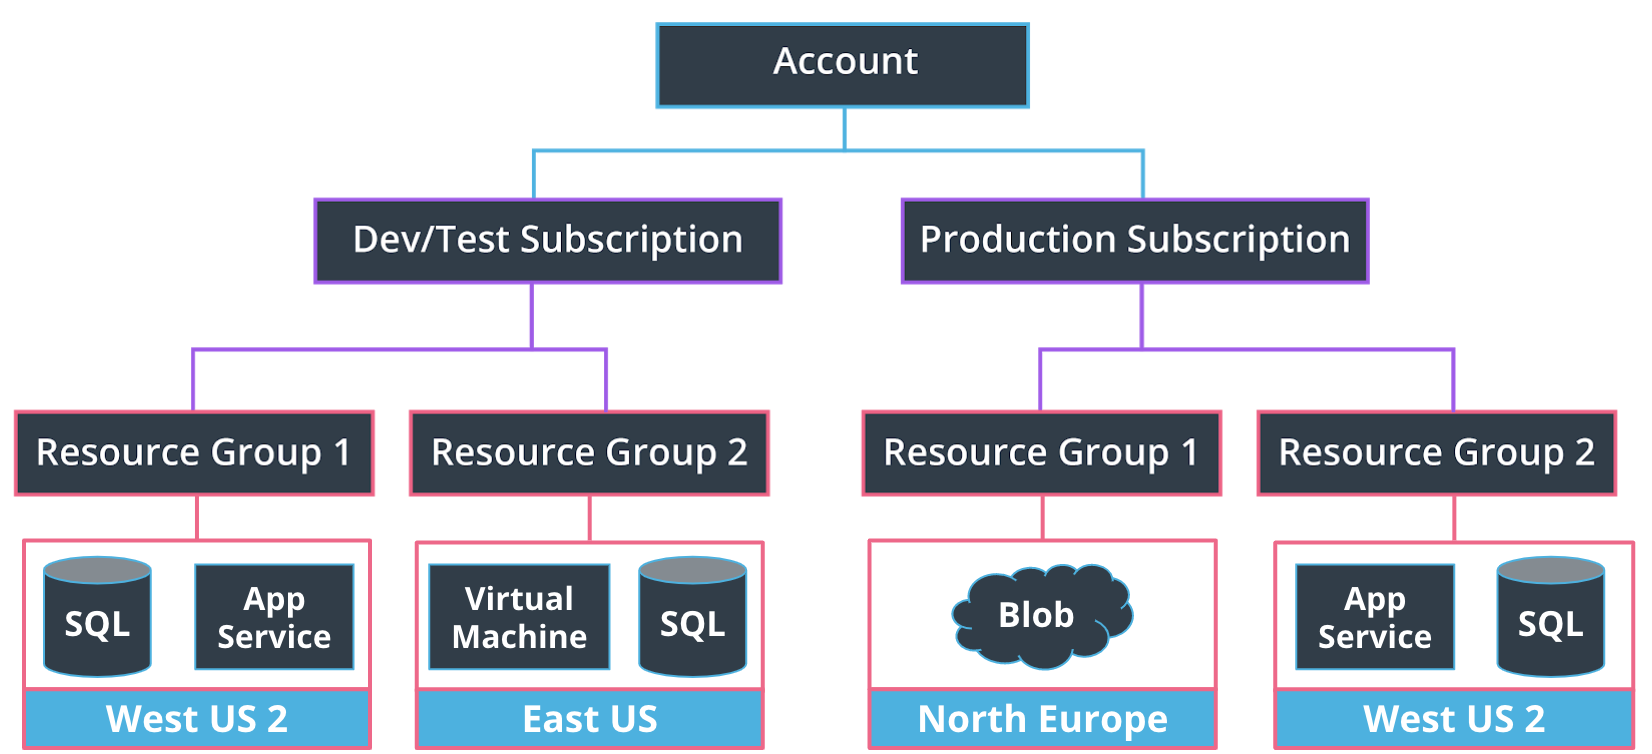 Account
Dev/Test Subscription
Production Subscription
Resource Group 1
Resource Group 2
Resource Group 1
Resource Group 2
SQL
App
Service
Virtual
Machine
SQL
Blob
App
Service
SQL
West US 2
East US
North Europe
West US 2